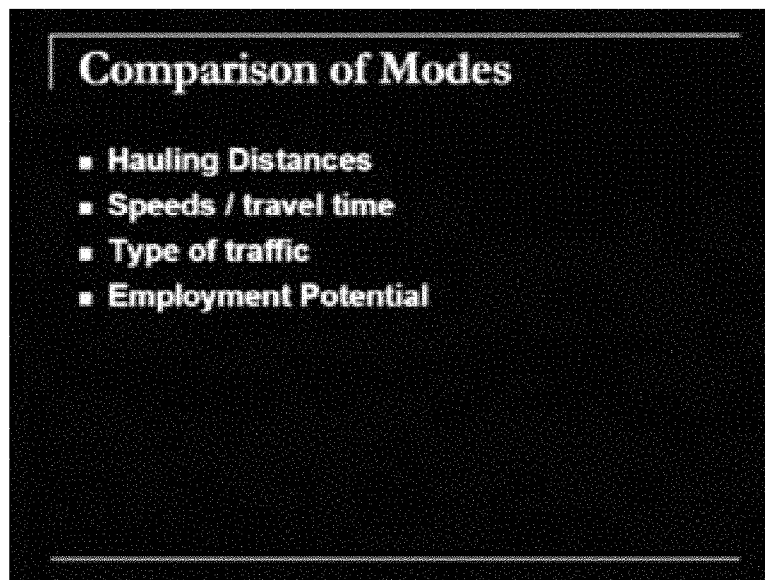 Comparison of Modes
Hauling Distances
Speeds / travel time
Type of traffic
Employment Potential